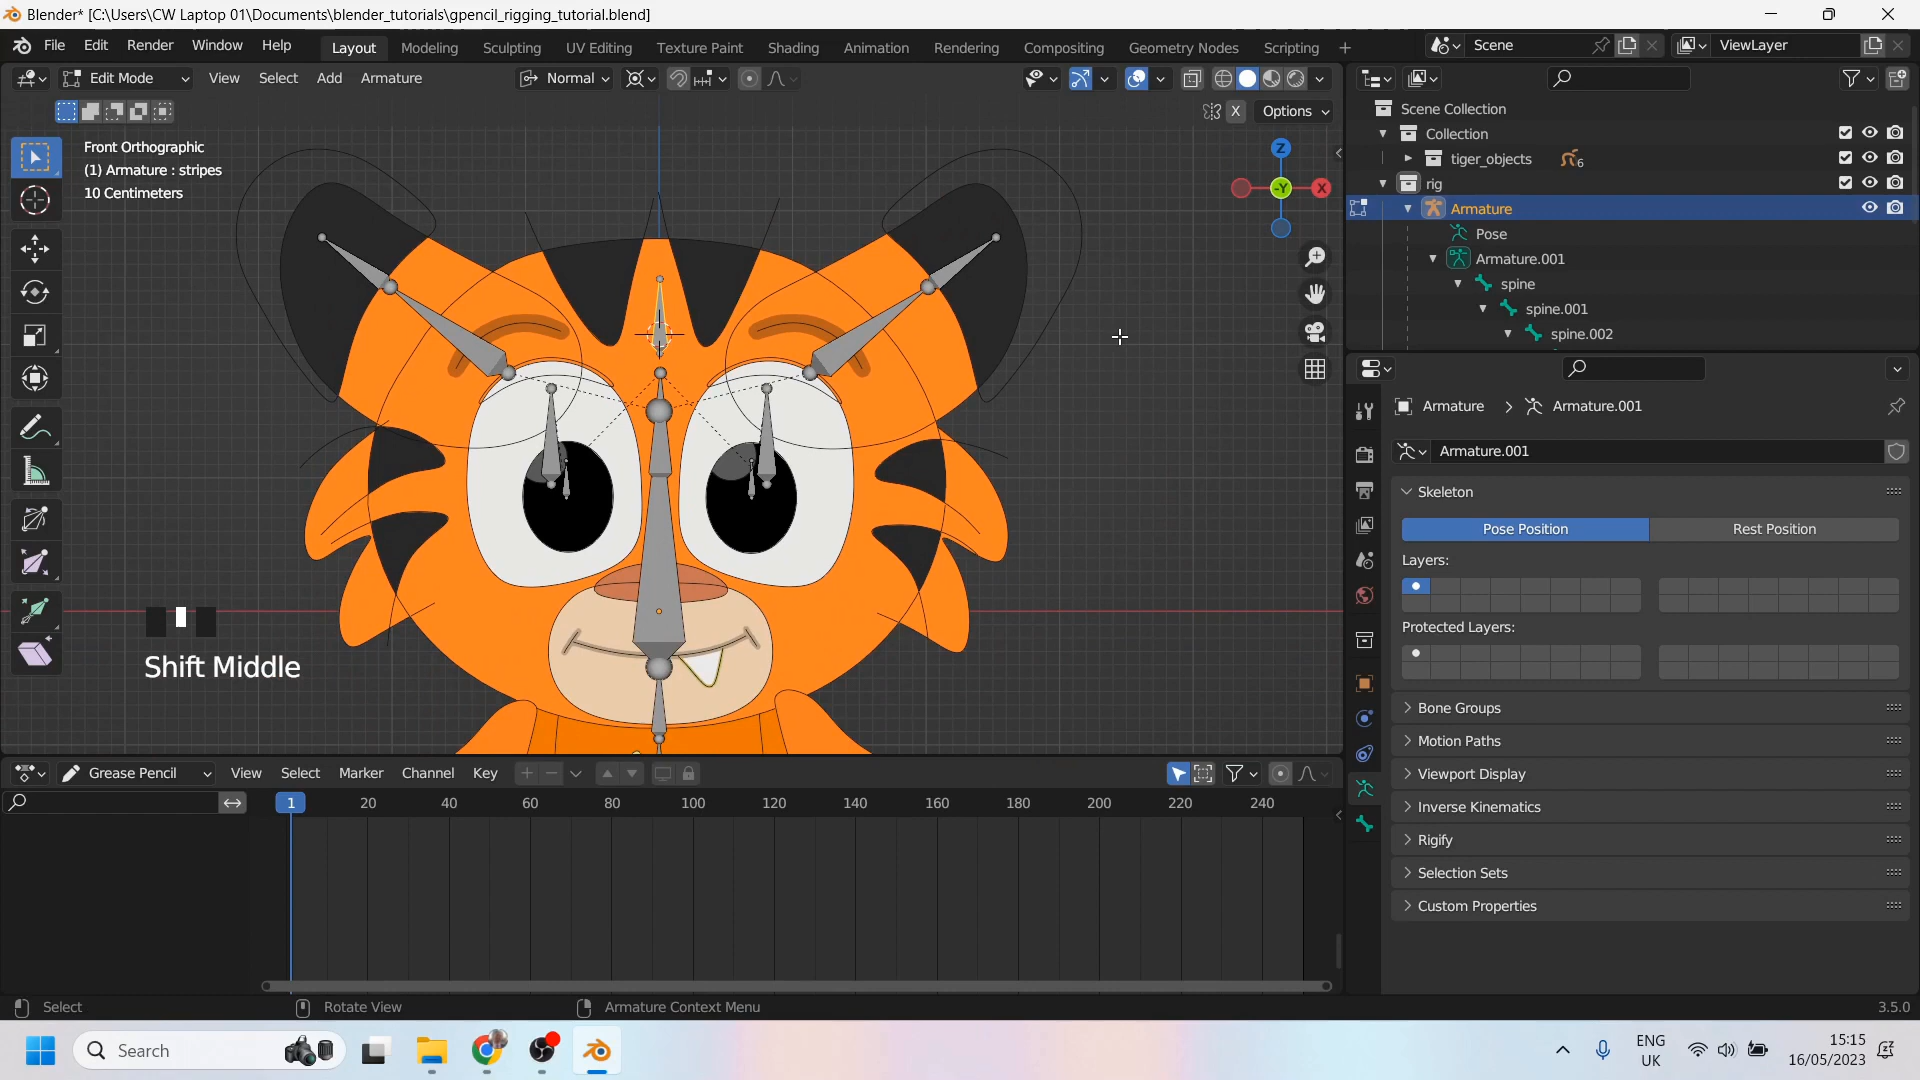 Blender* [C:\Users\CW Laptop 01\Documents\blender_tutorials\gpencil_rigging_tutorial.blend]
File Edit Render Window Help Layout Modeling Sculpting UV Editing Texture Paint Shading Animation Rendering Compositing Geometry Nodes Scripting + Scene ViewLayer
Edit Mode View Select Add Armature Normal
X Options
Front Orthographic
(1) Armature : stripes
10 Centimeters
Z
-Y
X
Scene Collection
Collection
tiger_objects 6
rig
Armature
Pose
Armature.001
spine
spine.001
spine.002
Armature > Armature.001
Armature.001
Skeleton
Pose Position Rest Position
Layers:
Protected Layers:
Bone Groups
Motion Paths
Viewport Display
Inverse Kinematics
Rigify
Selection Sets
Custom Properties
Shift Middle
Grease Pencil View Select Marker Channel Key
1 20 40 60 80 100 120 140 160 180 200 220 240
Select Rotate View Armature Context Menu 3.5.0
Search
ENG
UK
15:15
16/05/2023